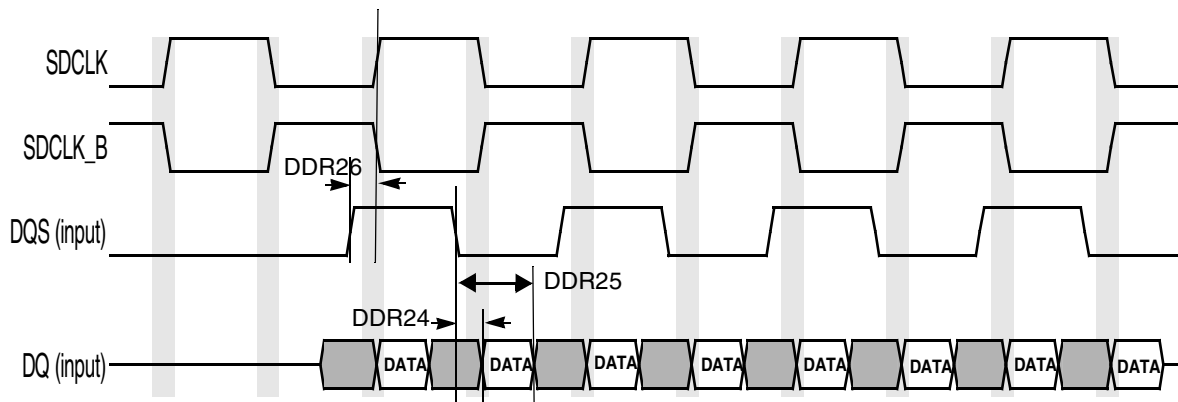 SDCLK
SDCLK_B
DDR26
DQS (input)
DDR25
DDR24
DQ (input)
DATA DATA DATA DATA DATA DATA DATA DATA